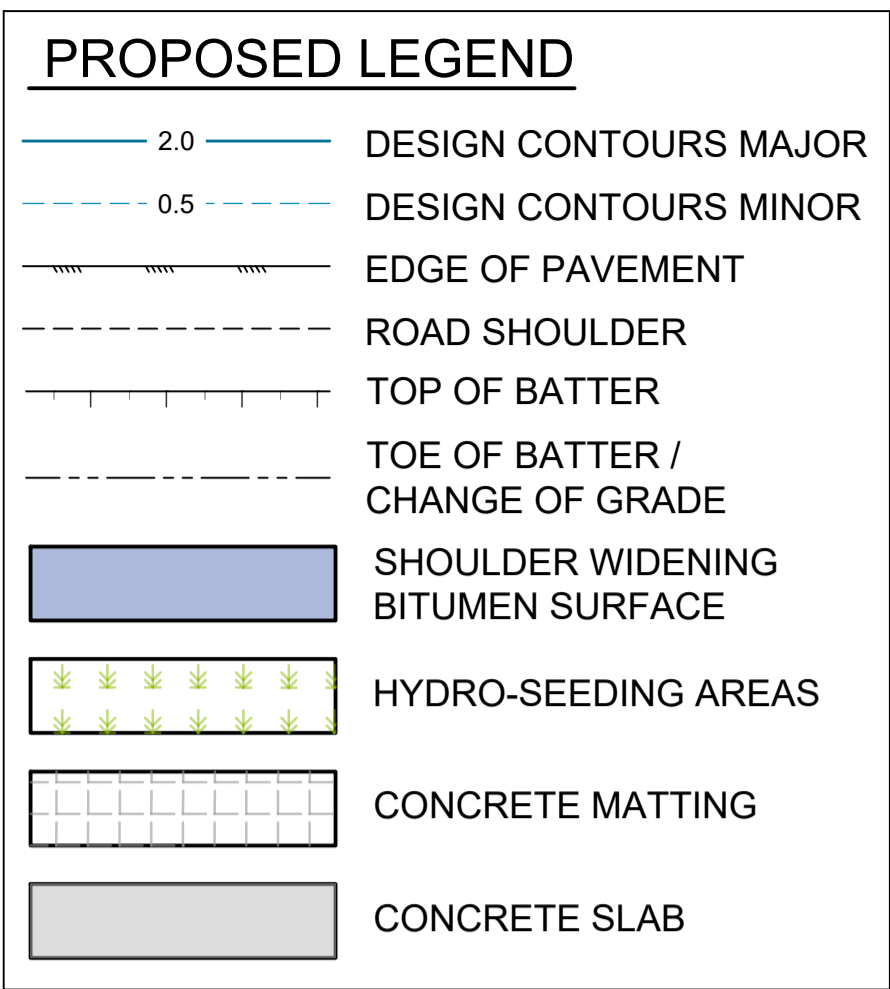 PROPOSED LEGEND
2.0 DESIGN CONTOURS MAJOR
0.5 DESIGN CONTOURS MINOR
EDGE OF PAVEMENT
ROAD SHOULDER
TOP OF BATTER
TOE OF BATTER /
CHANGE OF GRADE
SHOULDER WIDENING
BITUMEN SURFACE
HYDRO-SEEDING AREAS
CONCRETE MATTING
CONCRETE SLAB